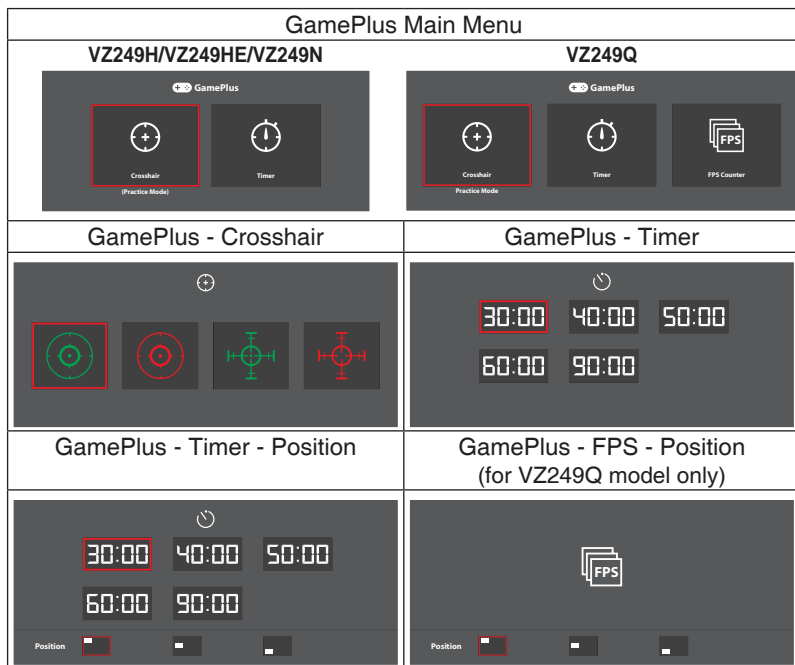 GamePlus Main Menu
VZ249H/VZ249HE/VZ249N
VZ249Q
GamePlus
Crosshair
Timer
(Practice Mode)
GamePlus
Crosshair
Timer
FPS
FPS Counter
Practice Mode
GamePlus - Crosshair
GamePlus - Timer
30:00 40:00 50:00
60:00 90:00
GamePlus - Timer - Position
GamePlus - FPS - Position
(for VZ249Q model only)
30:00 40:00 50:00
60:00 90:00
Position
FPS
Position